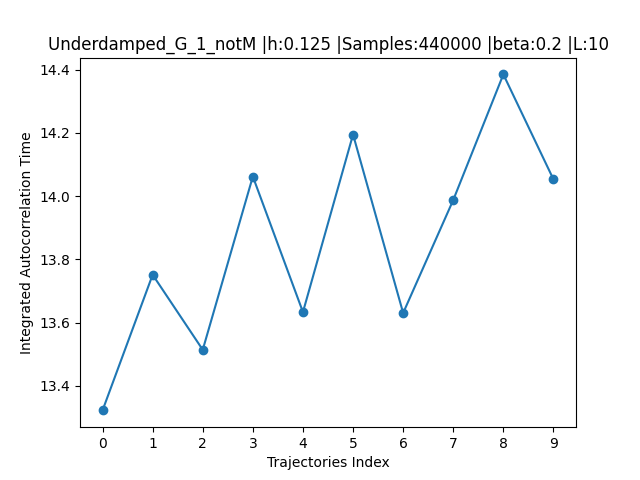 Underdamped_G_1_notM |h:0.125 |Samples:440000 |beta:0.2 |L:10
Integrated Autocorrelation Time
14.4
14.2
14.0
13.8
13.6
13.4
0 1 2 3 4 5 6 7 8 9
Trajectories Index